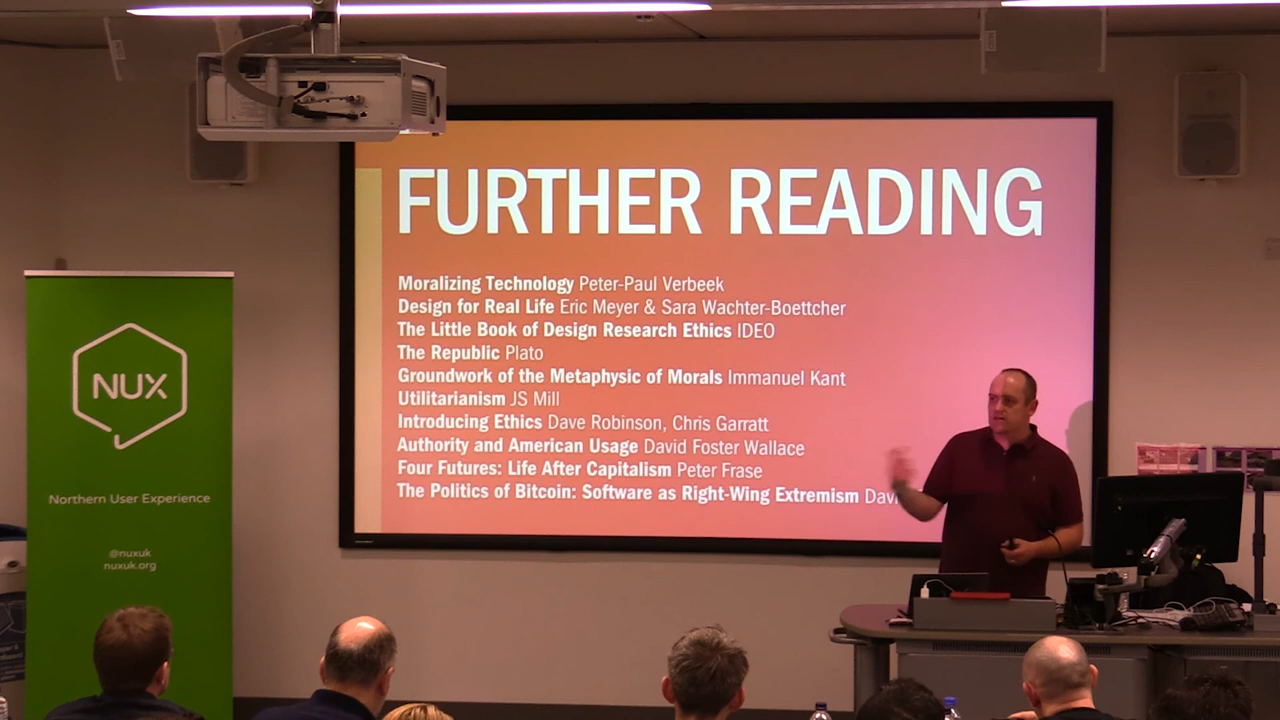 FURTHER READING
Moralizing Technology Peter-Paul Verbeek
Design for Real Life Eric Meyer & Sara Wachter-Boettcher
The Little Book of Design Research Ethics IDEO
The Republic Plato
Groundwork of the Metaphysic of Morals Immanuel Kant
Utilitarianism JS Mill
Introducing Ethics Dave Robinson, Chris Garratt
Authority and American Usage David Foster Wallace
Four Futures: Life After Capitalism Peter Frase
The Politics of Bitcoin: Software as Right-Wing Extremism
NUX
Northern User Experience
@nuxuk
nuxuk.org